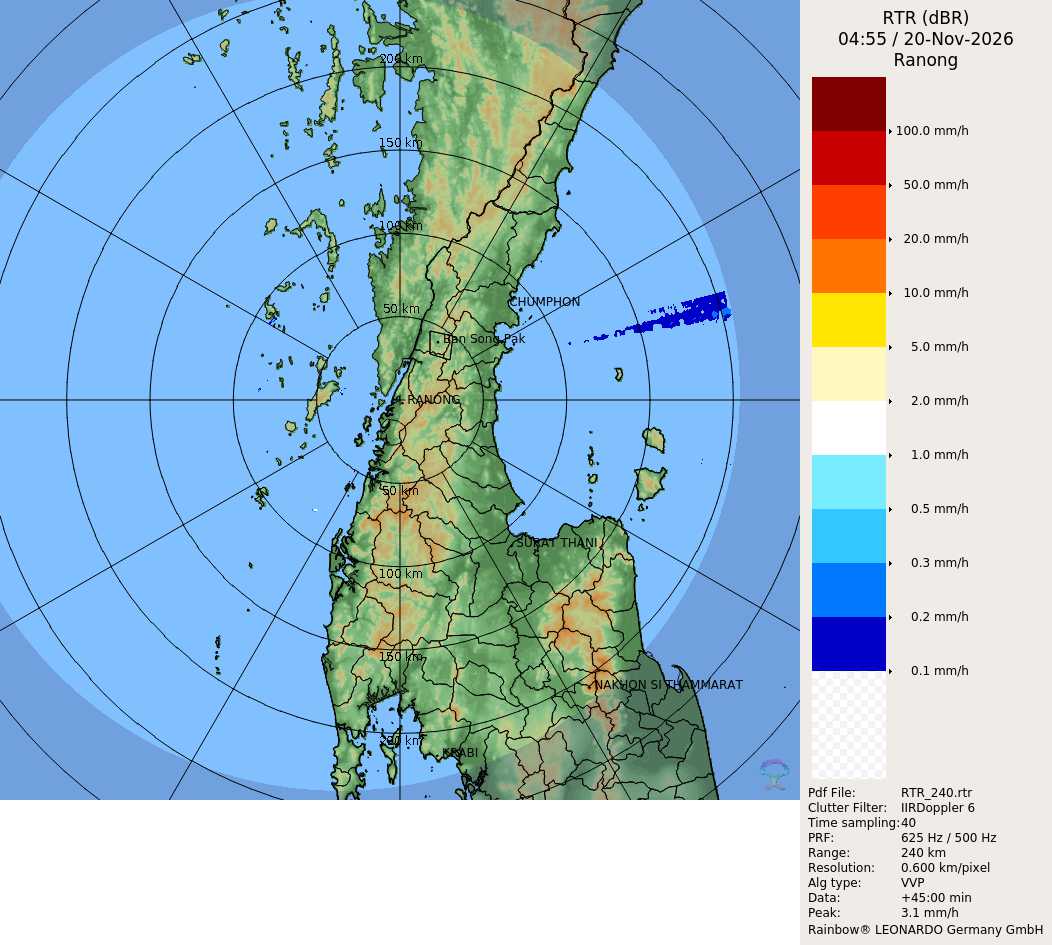 RTR (dBR)
04:55 / 20-Nov-2026
Ranong
100.0 mm/h
50.0 mm/h
20.0 mm/h
10.0 mm/h
5.0 mm/h
2.0 mm/h
1.0 mm/h
0.5 mm/h
0.3 mm/h
0.2 mm/h
0.1 mm/h
200 km
150 km
100 km
50 km
CHUMPHON
Ban Song Pak
RANONG
50 km
SURAT THANI
100 km
150 km
NAKHON SI THAMMARAT
200 km
KRABI
Pdf File: RTR_240.rtr
Clutter Filter: IIRDoppler 6
Time sampling:40
PRF: 625 Hz / 500 Hz
Range: 240 km
Resolution: 0.600 km/pixel
Alg type: VVP
Data: +45:00 min
Peak: 3.1 mm/h
Rainbow® LEONARDO Germany GmbH